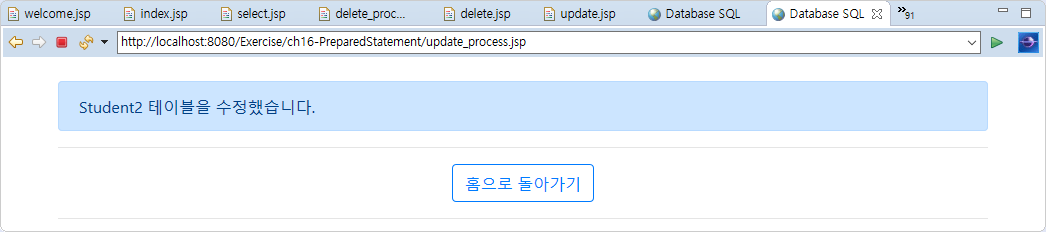 welcome.jsp index.jsp select.jsp delete_proc... delete.jsp update.jsp Database SQL Database SQL 91
http://localhost:8080/Exercise/ch16-PreparedStatement/update_process.jsp
Student2 테이블을 수정했습니다.
홈으로 돌아가기